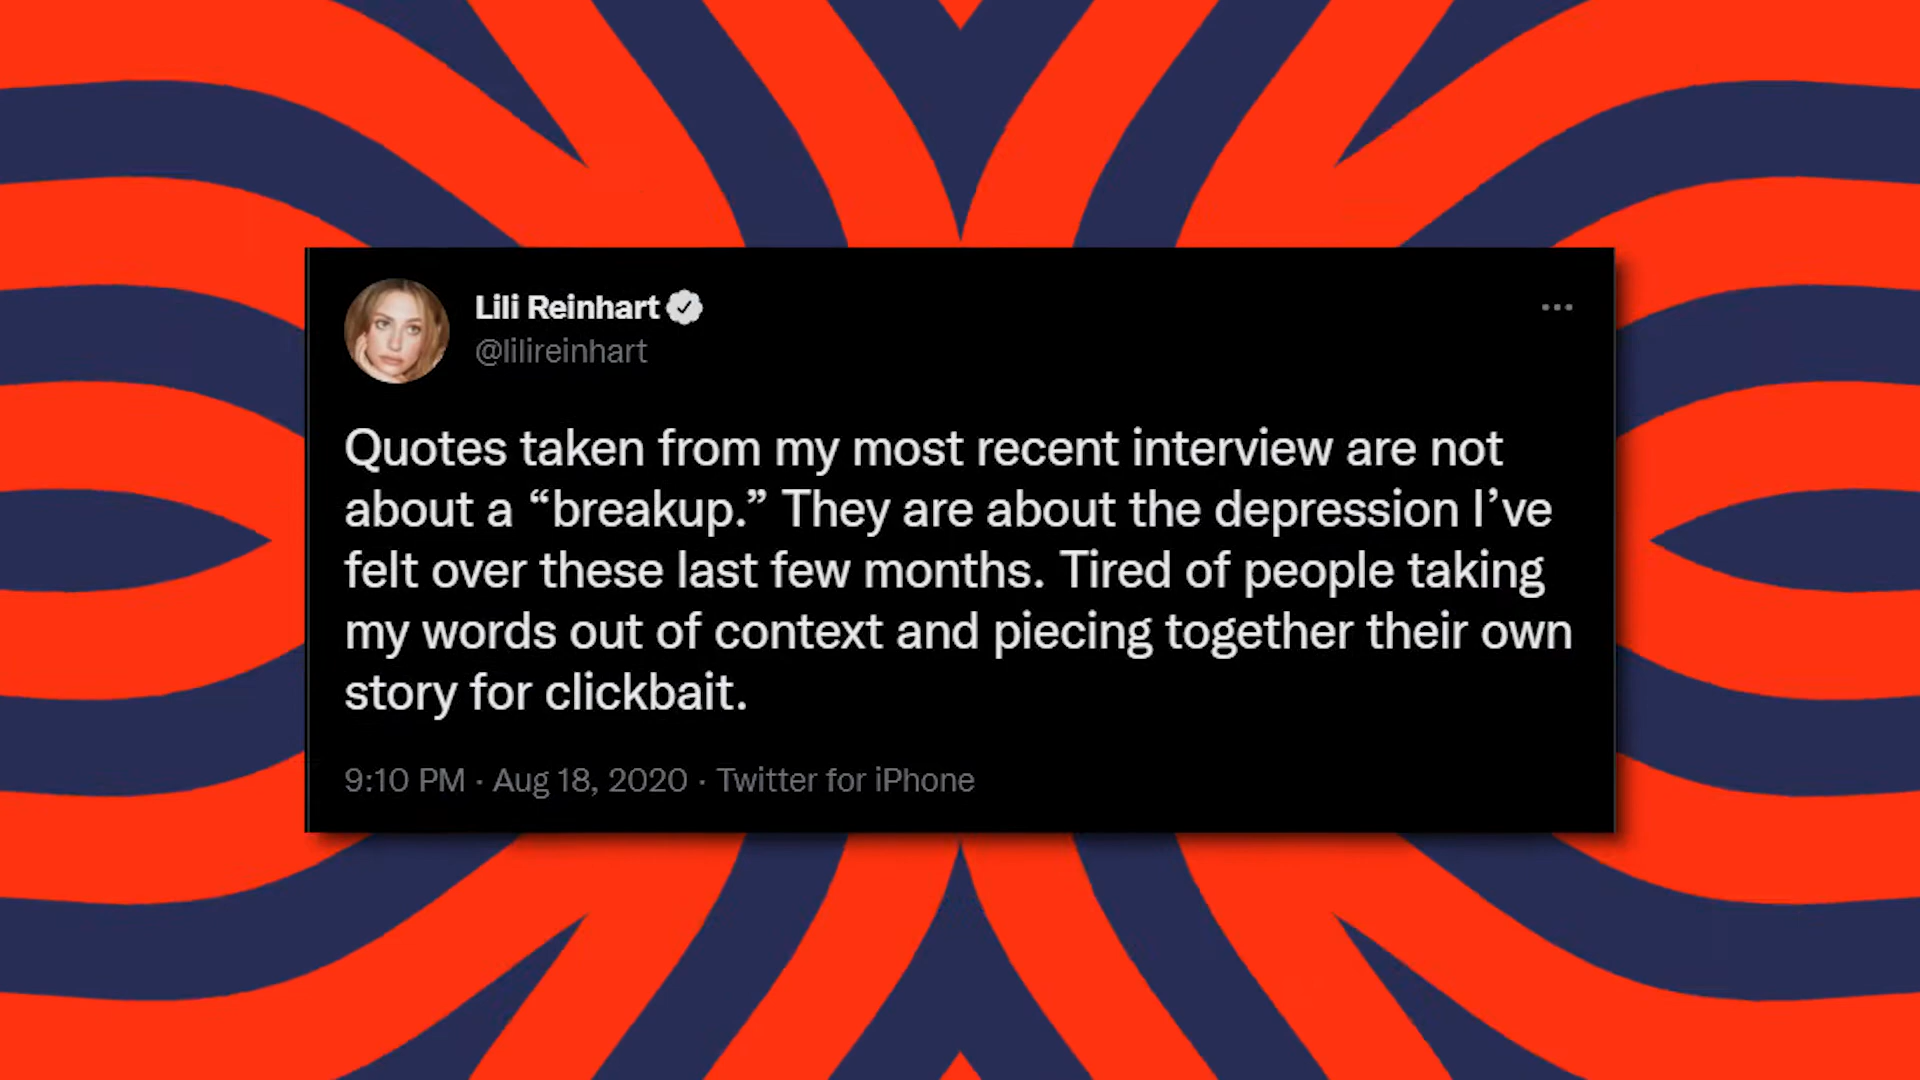 Lili Reinhart
@lilireinhart
Quotes taken from my most recent interview are not
about a “breakup.” They are about the depression I’ve
felt over these last few months. Tired of people taking
my words out of context and piecing together their own
story for clickbait.
9:10 PM · Aug 18, 2020 · Twitter for iPhone